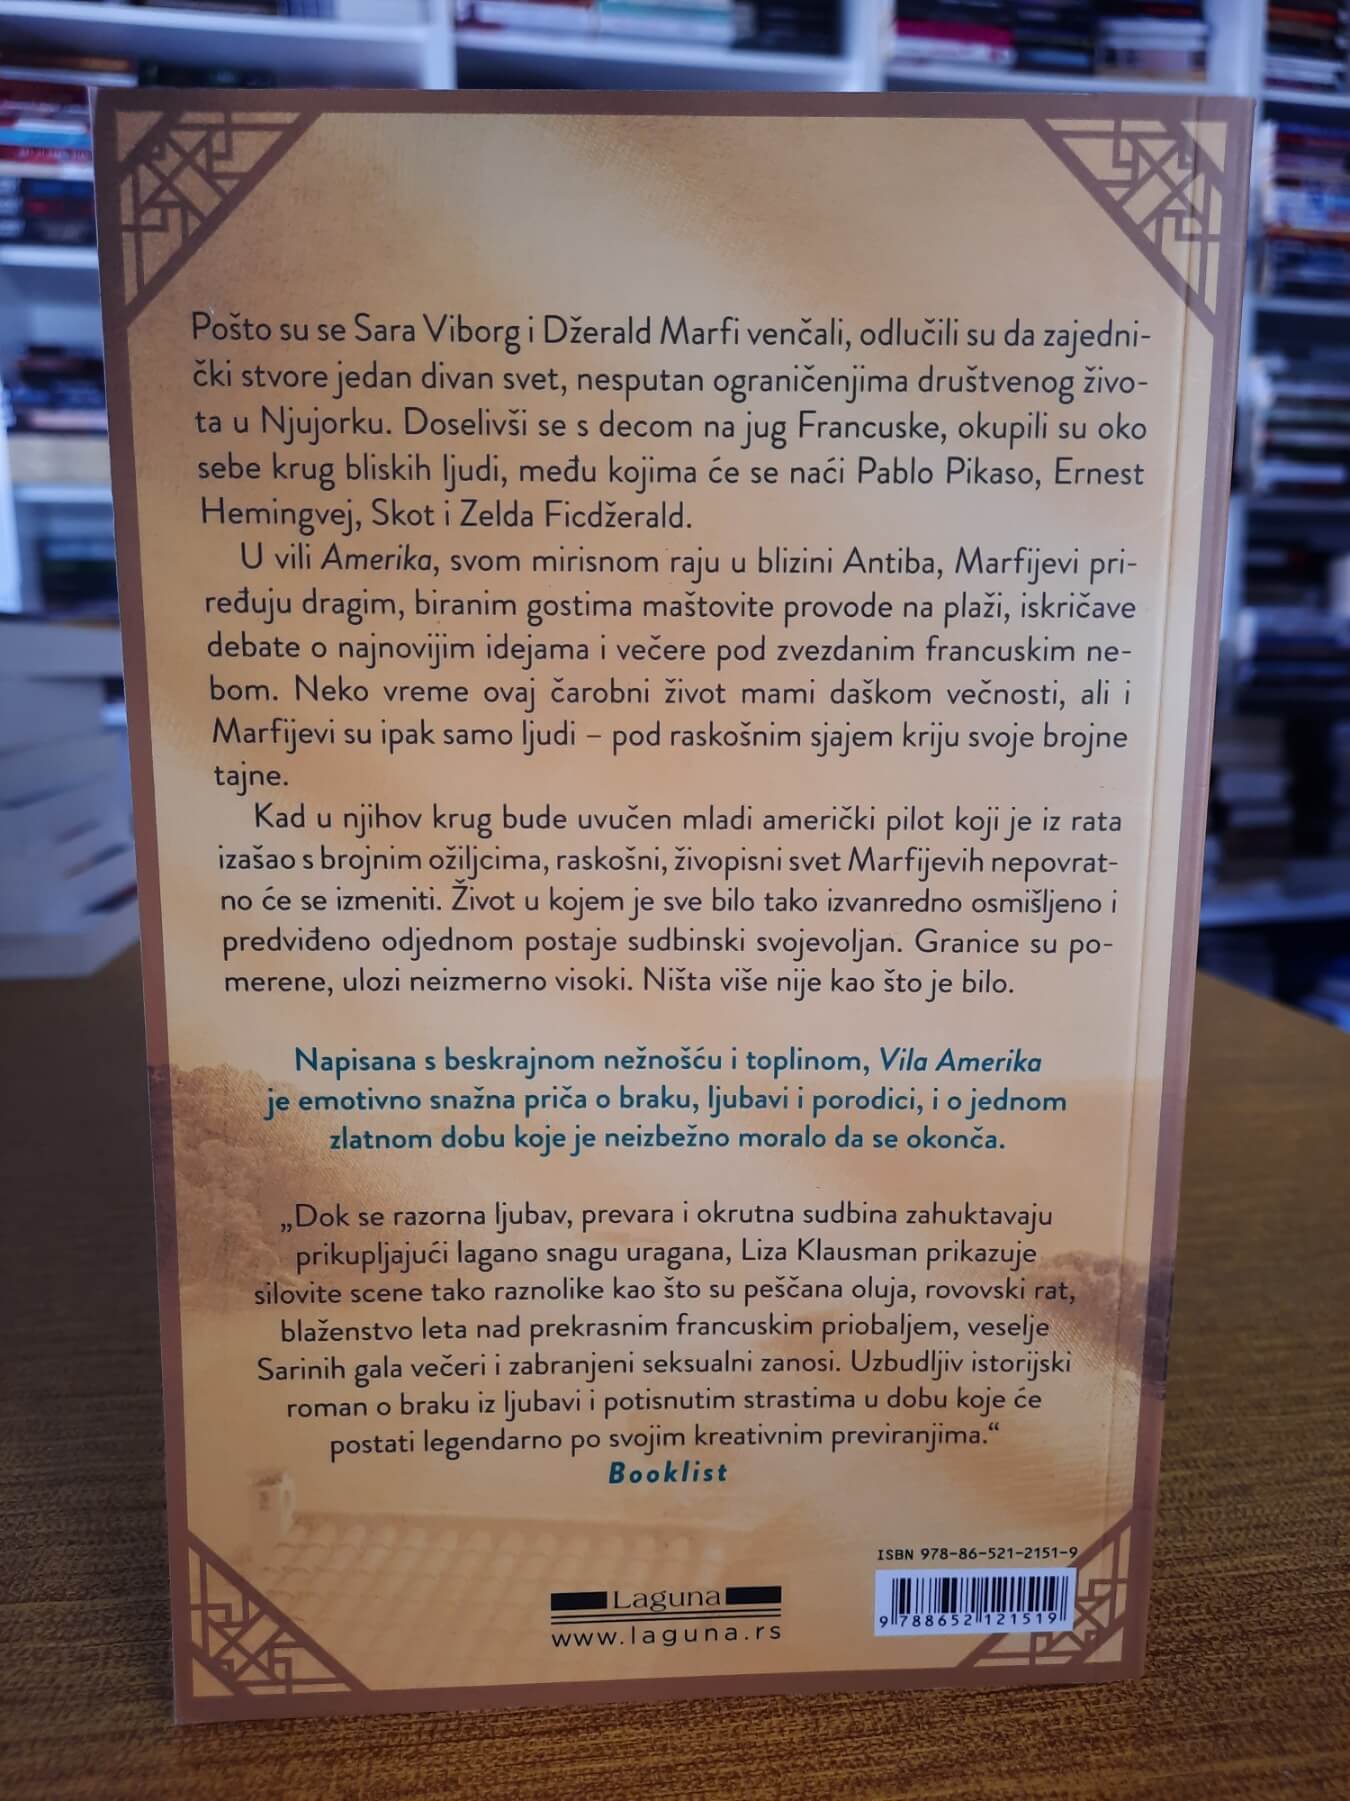 Pošto su se Sara Viborg i Džerald Marfi venčali, odlučili su da zajedni-
čki stvore jedan divan svet, nesputan ograničenjima društvenog živo-
ta u Njujorku. Doselivši se s decom na jug Francuske, okupili su oko
sebe krug bliskih ljudi, među kojima će se naći Pablo Pikaso, Ernest
Hemingvej, Skot i Zelda Ficdžerald.
U vili Amerika, svom mirisnom raju u blizini Antiba, Marfijevi pri-
ređuju dragim, biranim gostima maštovite provode na plaži, iskričave
debate o najnovijim idejama i večere pod zvezdanim francuskim ne-
bom. Neko vreme ovaj čarobni život mami daškom večnosti, ali i
Marfijevi su ipak samo ljudi – pod raskošnim sjajem kriju svoje brojne
tajne.
Kad u njihov krug bude uvučen mladi američki pilot koji je iz rata
izašao s brojnim ožiljcima, raskošni, živopisni svet Marfijevih nepovrat-
no će se izmeniti. Život u kojem je sve bilo tako izvanredno osmišljeno i
predviđeno odjednom postaje sudbinski svojevoljan. Granice su po-
merene, ulozi neizmerno visoki. Ništa više nije kao što je bilo.
Napisana s beskrajnom nežnošću i toplinom, Vila Amerika
je emotivno snažna priča o braku, ljubavi i porodici, i o jednom
zlatnom dobu koje je neizbežno moralo da se okonča.
„Dok se razorna ljubav, prevara i okrutna sudbina zahuktavaju
prikupljajući lagano snagu uragana, Liza Klausman prikazuje
silovite scene tako raznolike kao što su peščana oluja, rovovski rat,
blaženstvo leta nad prekrasnim francuskim priobaljem, veselje
Sarinih gala večeri i zabranjeni seksualni zanosi. Uzbudljiv istorijski
roman o braku iz ljubavi i potisnutim strastima u dobu koje će
postati legendarno po svojim kreativnim previranjima.“
Booklist
ISBN 978-86-521-2151-9
9 788652 121519
Laguna
www.laguna.rs